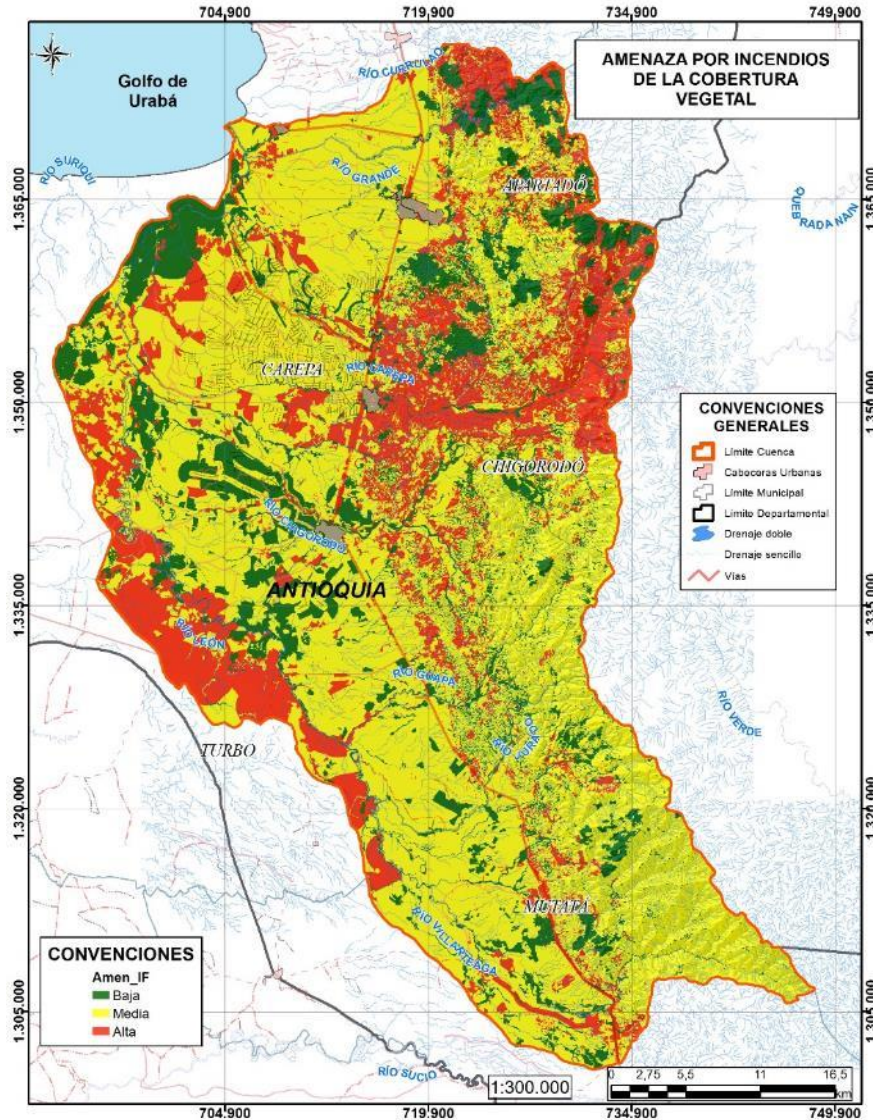 704,900 719,900 734,900 749,900
AMENAZA POR INCENDIOS
DE LA COBERTURA
VEGETAL
Golfo de
Urabá
RÍO CURRULAO
RÍO SURIQUI
RÍO GRANDE
APARTADÓ
QUEBRADA NAIN
1.365.000 1.365.000
CAREPA
RÍO CAREPA
1.350.000 1.350.000
CHIGORODÓ
RÍO CHIGORODÓ
CONVENCIONES
GENERALES
Límite Cuenca
Cabeceras Urbanas
Límite Municipal
Límite Departamental
Drenaje doble
Drenaje sencillo
Vías
ANTIOQUIA
1.335.000 1.335.000
RÍO LEÓN
RÍO GUAPA
RÍO VERDE
TURBO
1.320.000 1.320.000
MUTATÁ
RÍO VILLARTEAGA
CONVENCIONES
Amen_IF
Baja
Media
Alta
1.305.000 1.305.000
RÍO SUCIO
1:300.000
0 2,75 5,5 11 16,5
km
704,900 719,900 734,900 749,900